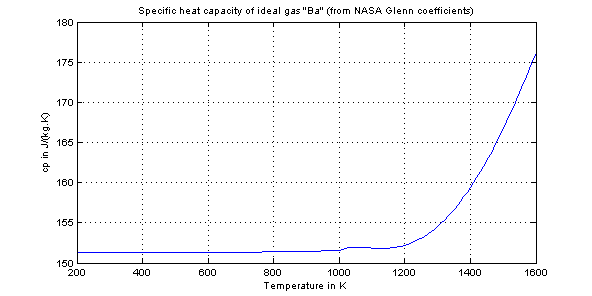 Specific heat capacity of ideal gas "Ba" (from NASA Glenn coefficients)
180
175
170
165
160
155
150
cp in J/(kg.K)
200 400 600 800 1000 1200 1400 1600
Temperature in K